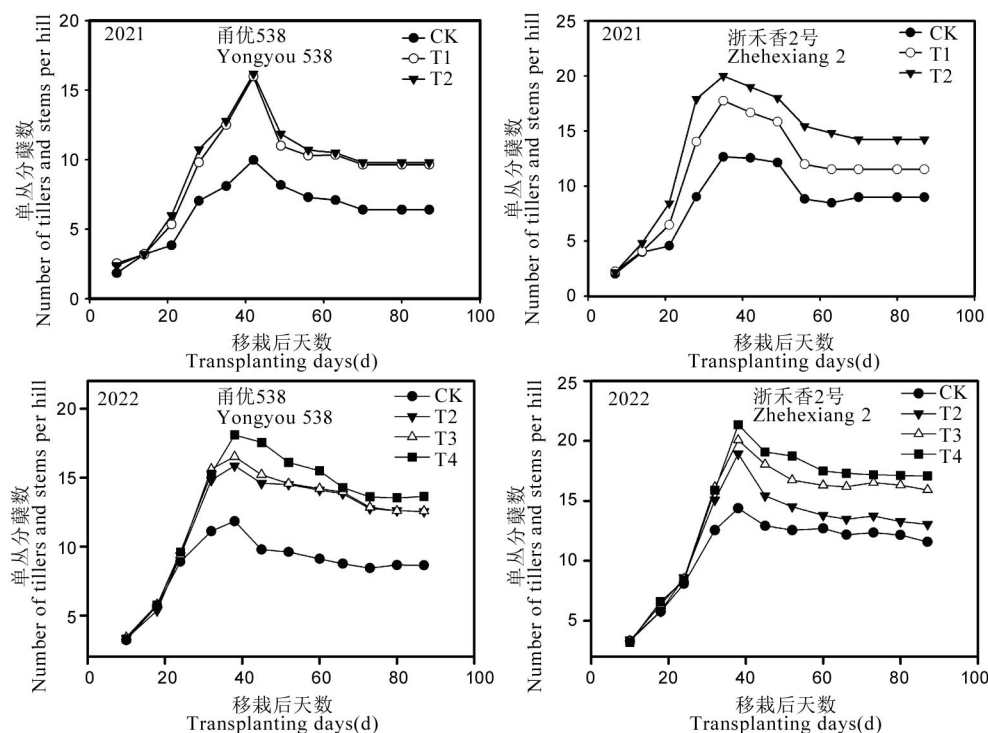 单丛分蘖数
Number of tillers and stems per hill
20
15
10
5
0
2021
甬优538
Yongyou 538
CK
T1
T2
0 20 40 60 80 100
移栽后天数
Transplanting days(d)
单丛分蘖数
Number of tillers and stems per hill
25
20
15
10
5
0
2021
浙禾香2号
Zhehexiang 2
CK
T1
T2
0 20 40 60 80 100
移栽后天数
Transplanting days(d)
单丛分蘖数
Number of tillers and stems per hill
20
15
10
5
2022
甬优538
Yongyou 538
CK
T2
T3
T4
0 20 40 60 80 100
移栽后天数
Transplanting days(d)
单丛分蘖数
Number of tillers and stems per hill
25
20
15
10
5
2022
浙禾香2号
Zhehexiang 2
CK
T2
T3
T4
0 20 40 60 80 100
移栽后天数
Transplanting days(d)